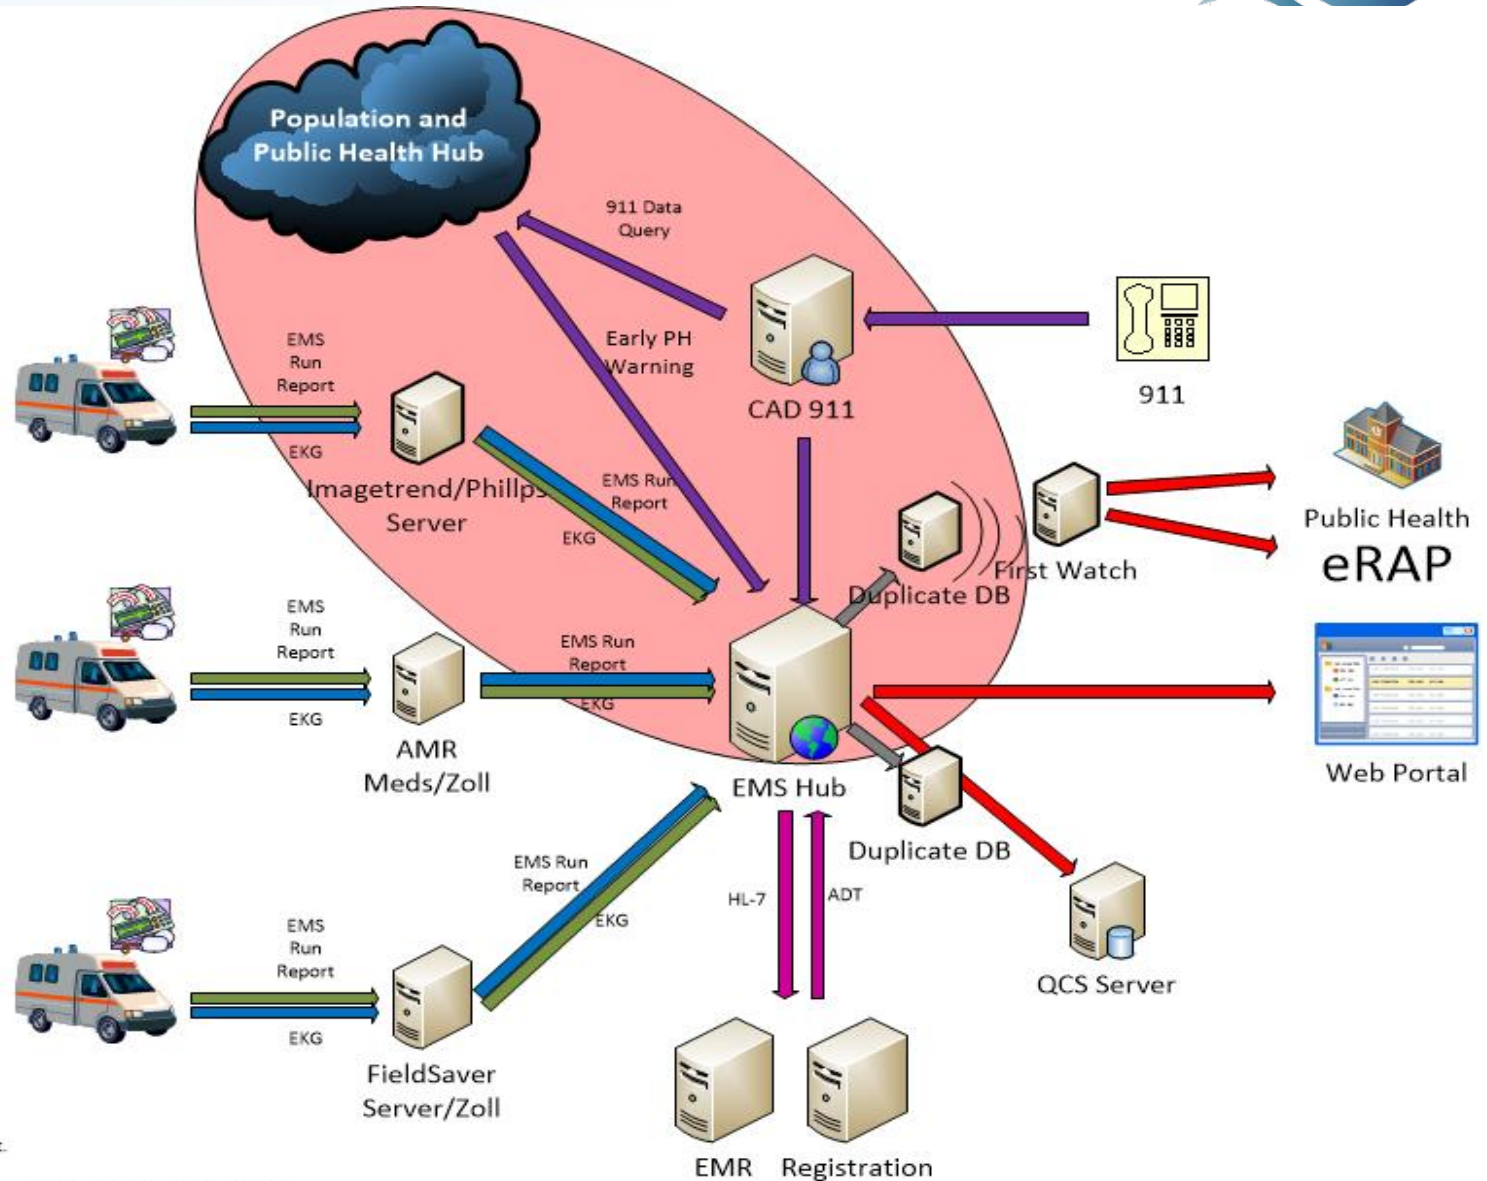 Population and
Public Health Hub
911 Data
Query
Early PH
Warning
CAD 911
911
EMS
Run
Report
EKG
Imagetrend/Phillps
Server
EMS Run
Report
EKG
Public Health
eRAP
First Watch
Duplicate DB
EMS
Run
Report
EKG
AMR
Meds/Zoll
EMS Run
Report
EKG
EMS Hub
Web Portal
Duplicate DB
EMS Run
Report
EKG
HL-7
ADT
QCS Server
EMS
Run
Report
EKG
FieldSaver
Server/Zoll
EMR
Registration